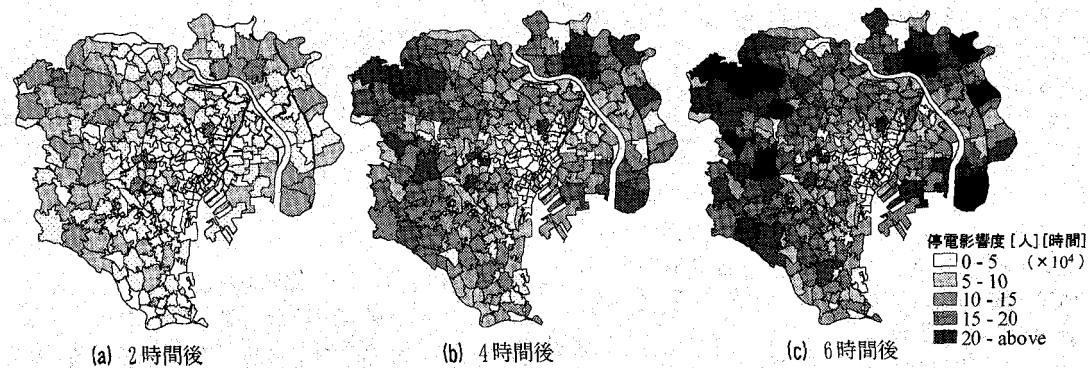 停電影響度 [人][時間]
0 - 5 (×10⁴)
5 - 10
10 - 15
15 - 20
20 - above
(a) 2時間後
(b) 4時間後
(c) 6時間後